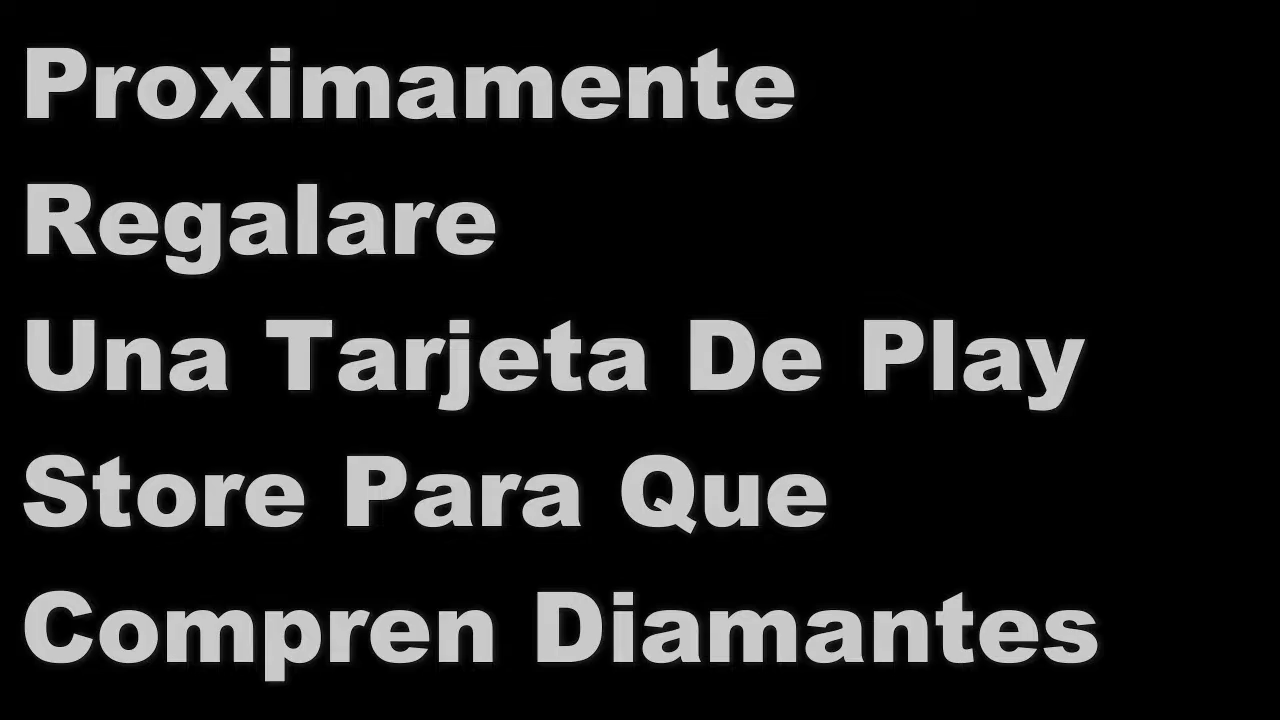 Proximamente
Regalare
Una Tarjeta De Play
Store Para Que
Compren Diamantes